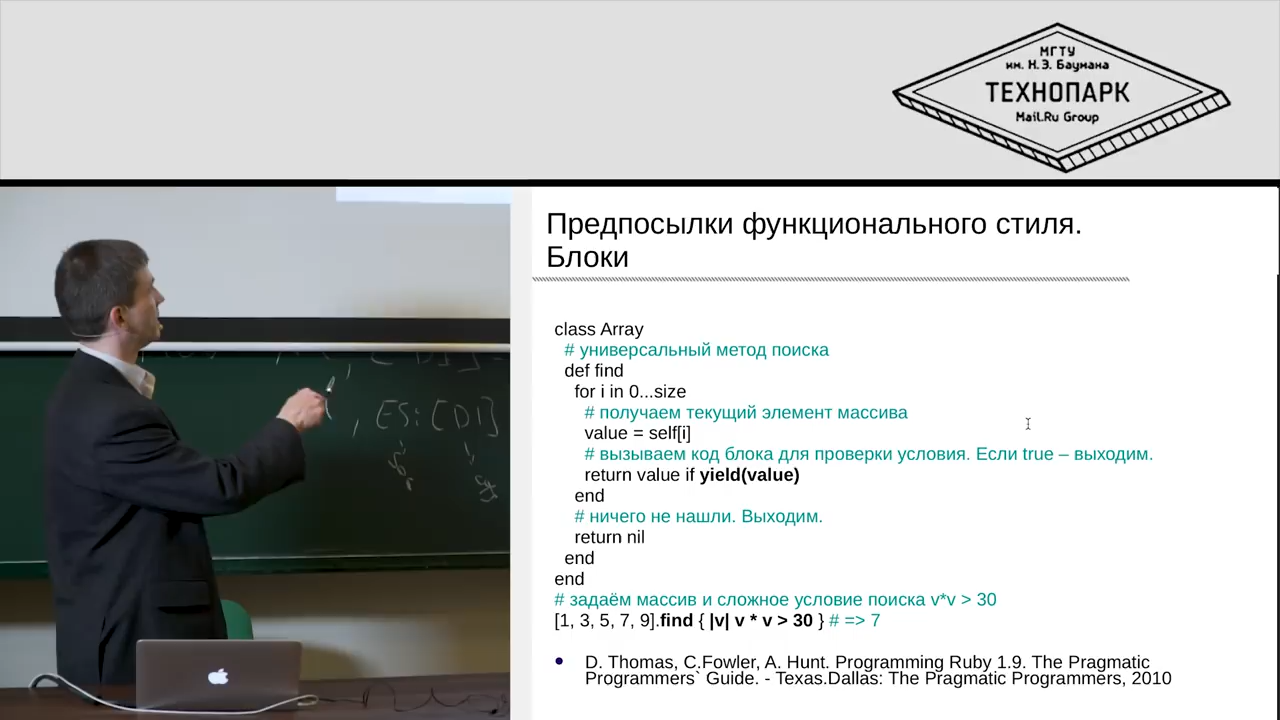 МГТУ
им. Н.Э. Баумана
ТЕХНОПАРК
Mail.Ru Group
Предпосылки функционального стиля.
Блоки
class Array
# универсальный метод поиска
def find
for i in 0...size
# получаем текущий элемент массива
value = self[i]
# вызываем код блока для проверки условия. Если true – выходим.
return value if yield(value)
end
# ничего не нашли. Выходим.
return nil
end
end
# задаём массив и сложное условие поиска v*v > 30
[1, 3, 5, 7, 9].find { |v| v * v > 30 } # => 7
D. Thomas, C.Fowler, A. Hunt. Programming Ruby 1.9. The Pragmatic
Programmers` Guide. - Texas.Dallas: The Pragmatic Programmers, 2010